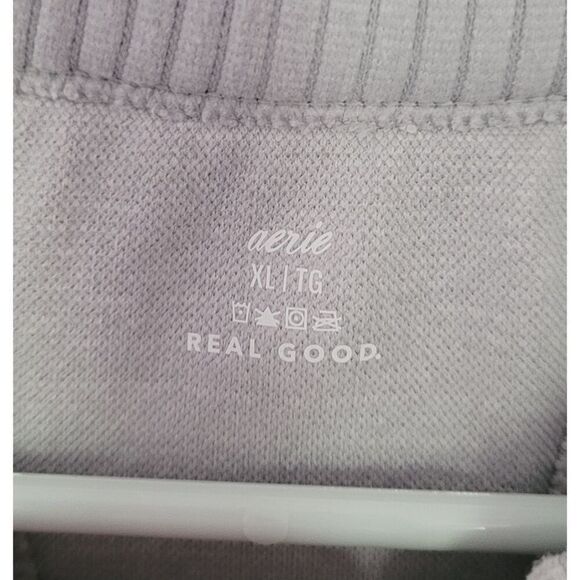 aerie
XL | TG
REAL GOOD.